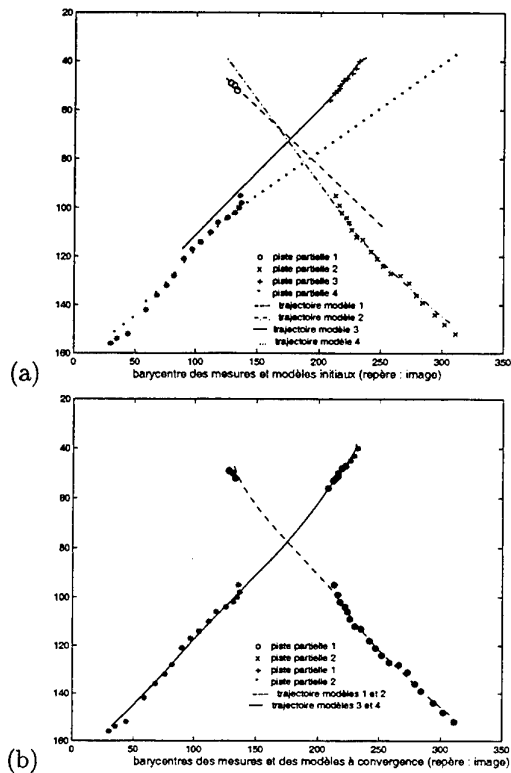 20
40
60
80
100
120
140
160
piste partielle 1
piste partielle 2
piste partielle 3
piste partielle 4
trajectoire modèle 1
trajectoire modèle 2
trajectoire modèle 3
trajectoire modèle 4
0 50 100 150 200 250 300 350
(a) barycentre des mesures et modèles initiaux (repère : image)
20
40
60
80
100
120
140
160
piste partielle 1
piste partielle 2
piste partielle 1
piste partielle 2
trajectoire modèles 1 et 2
trajectoire modèles 3 et 4
0 50 100 150 200 250 300 350
(b) barycentres des mesures et des modèles à convergence (repère : image)